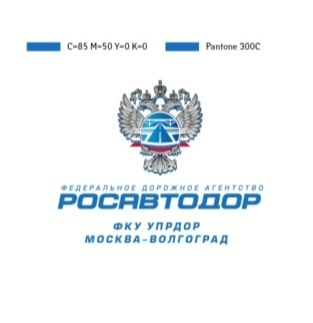 C=85 M=50 Y=0 K=0 Pantone 300C
ФЕДЕРАЛЬНОЕ ДОРОЖНОЕ АГЕНТСТВО
РОСАВТОДОР
ФКУ УПРДОР
МОСКВА-ВОЛГОГРАД